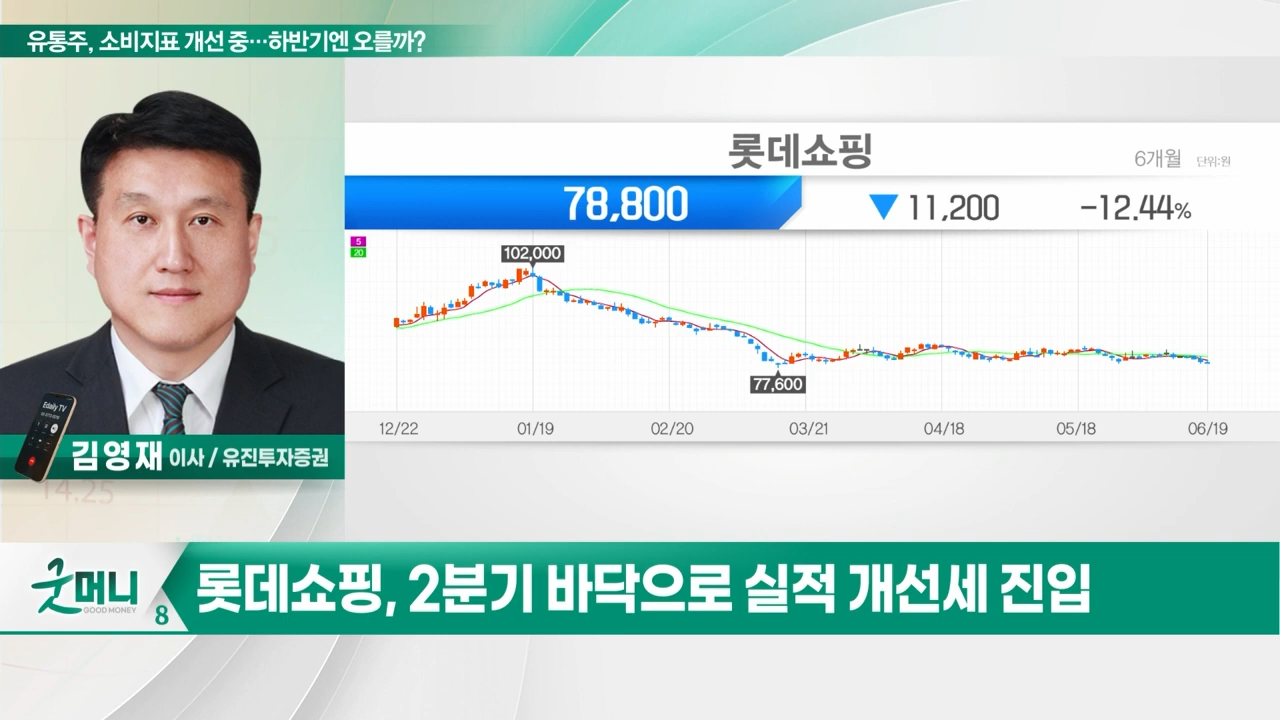 유통주, 소비지표 개선 중…하반기엔 오를까?
롯데쇼핑
6개월 단위:원
78,800 ▼ 11,200 -12.44%
5
20
102,000
77,600
12/22 01/19 02/20 03/21 04/18 05/18 06/19
Edaily TV
김영재 이사 / 유진투자증권
14.25
굿머니
GOOD MONEY
8
롯데쇼핑, 2분기 바닥으로 실적 개선세 진입